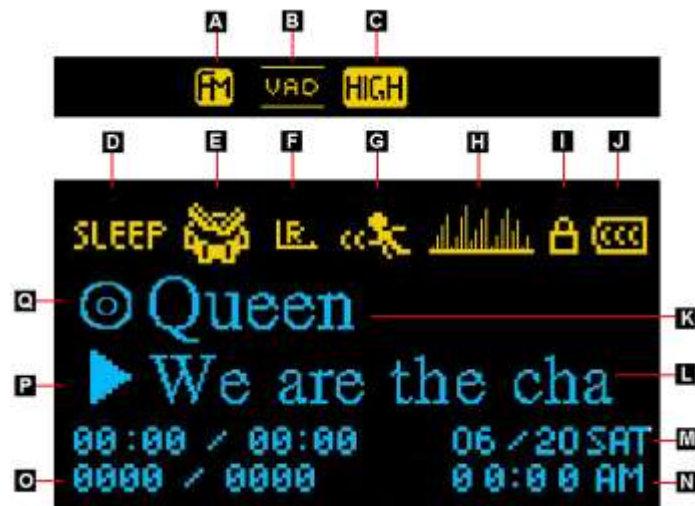 A B C
FM VAD HIGH
D E F G H I J
SLEEP IR
Q Queen K
P We are the cha L
00:00 / 00:00 06/20 SAT M
O 0000 / 0000 00:00 AM N